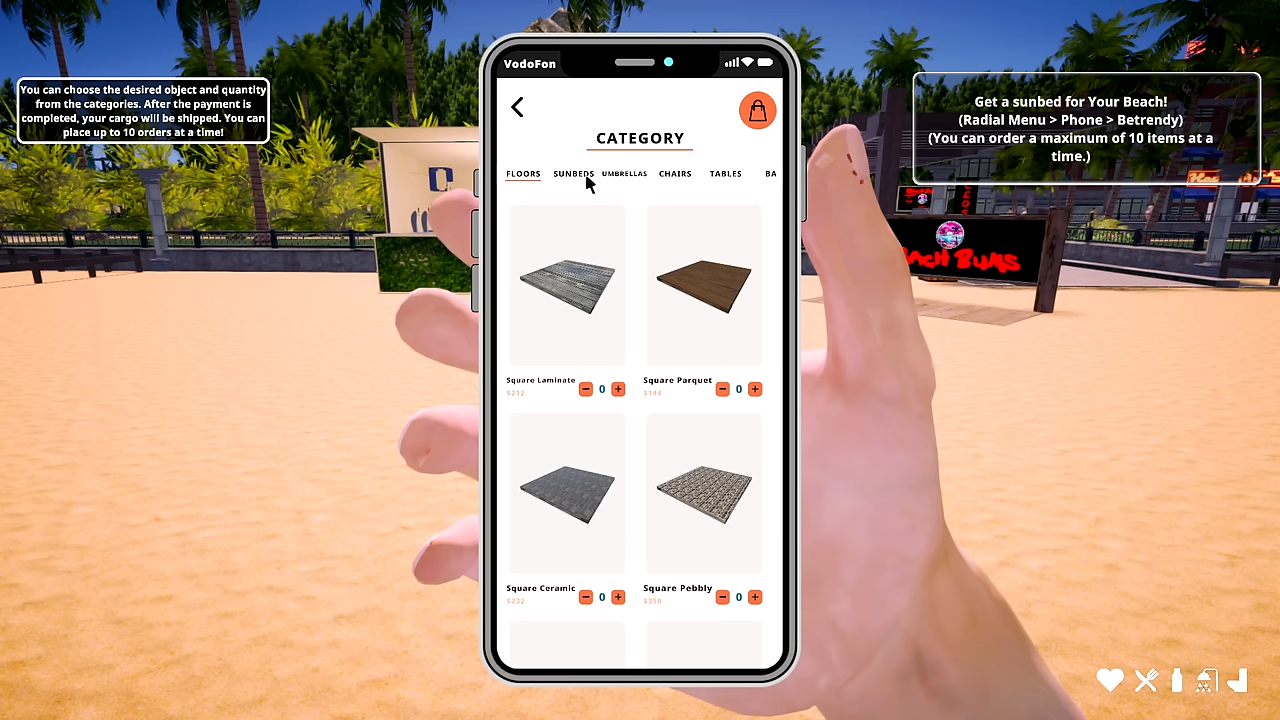 VodoFon
You can choose the desired object and quantity
from the categories. After the payment is
completed, your cargo will be shipped. You can
place up to 10 orders at a time!
Get a sunbed for Your Beach!
(Radial Menu > Phone > Betrendy)
(You can order a maximum of 10 items at a
time.)
CATEGORY
FLOORS SUNBEDS UMBRELLAS CHAIRS TABLES BA
BEACH BUMS
Square Laminate - 0 +
$212
Square Parquet - 0 +
$144
Square Ceramic - 0 +
$232
Square Pebbly - 0 +
$350